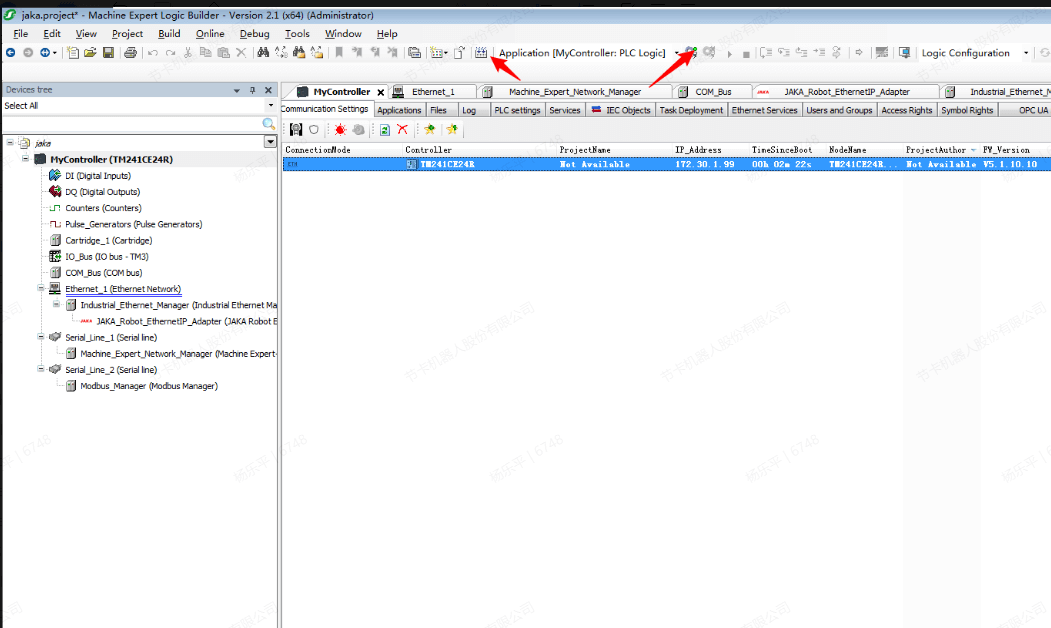 jaka.project* - Machine Expert Logic Builder - Version 2.1 (x64) (Administrator)
File Edit View Project Build Online Debug Tools Window Help
Application [MyController: PLC Logic] Logic Configuration
Devices tree
Select All
jaka
MyController (TM241CE24R)
DI (Digital Inputs)
DQ (Digital Outputs)
Counters (Counters)
Pulse_Generators (Pulse Generators)
Cartridge_1 (Cartridge)
IO_Bus (IO bus - TM3)
COM_Bus (COM bus)
Ethernet_1 (Ethernet Network)
Industrial_Ethernet_Manager (Industrial Ethernet Ma
JAKA_Robot_EthernetIP_Adapter (JAKA Robot E
Serial_Line_1 (Serial line)
Machine_Expert_Network_Manager (Machine Expert-
Serial_Line_2 (Serial line)
Modbus_Manager (Modbus Manager)
MyController Ethernet_1 Machine_Expert_Network_Manager COM_Bus JAKA JAKA_Robot_EthernetIP_Adapter Industrial_Ethernet_M
Communication Settings Applications Files Log PLC settings Services IEC Objects Task Deployment Ethernet Services Users and Groups Access Rights Symbol Rights OPC UA
ConnectionMode Controller ProjectName IP_Address TimeSinceBoot NodeName ProjectAuthor FW_Version
TM241CE24R Not Available 172.30.1.99 00h 02m 22s TM241CE24R... Not Available V5.1.10.10
节卡机器人股份有限公司
杨乐平 | 6748